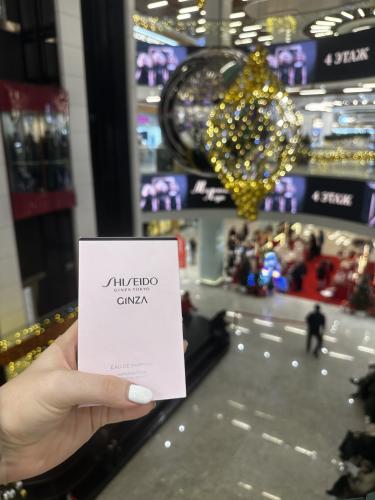 4 ЭТАЖ
4 ЭТАЖ
SHISEIDO
GINZA TOKYO
GINZA
EAU DE PARFUM